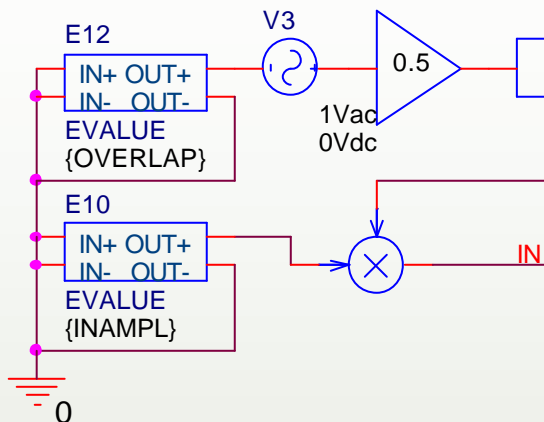 V3
E12
IN+ OUT+
IN- OUT-
EVALUE
{OVERLAP}
0.5
1Vac
0Vdc
E10
IN+ OUT+
IN- OUT-
EVALUE
{INAMPL}
IN
0